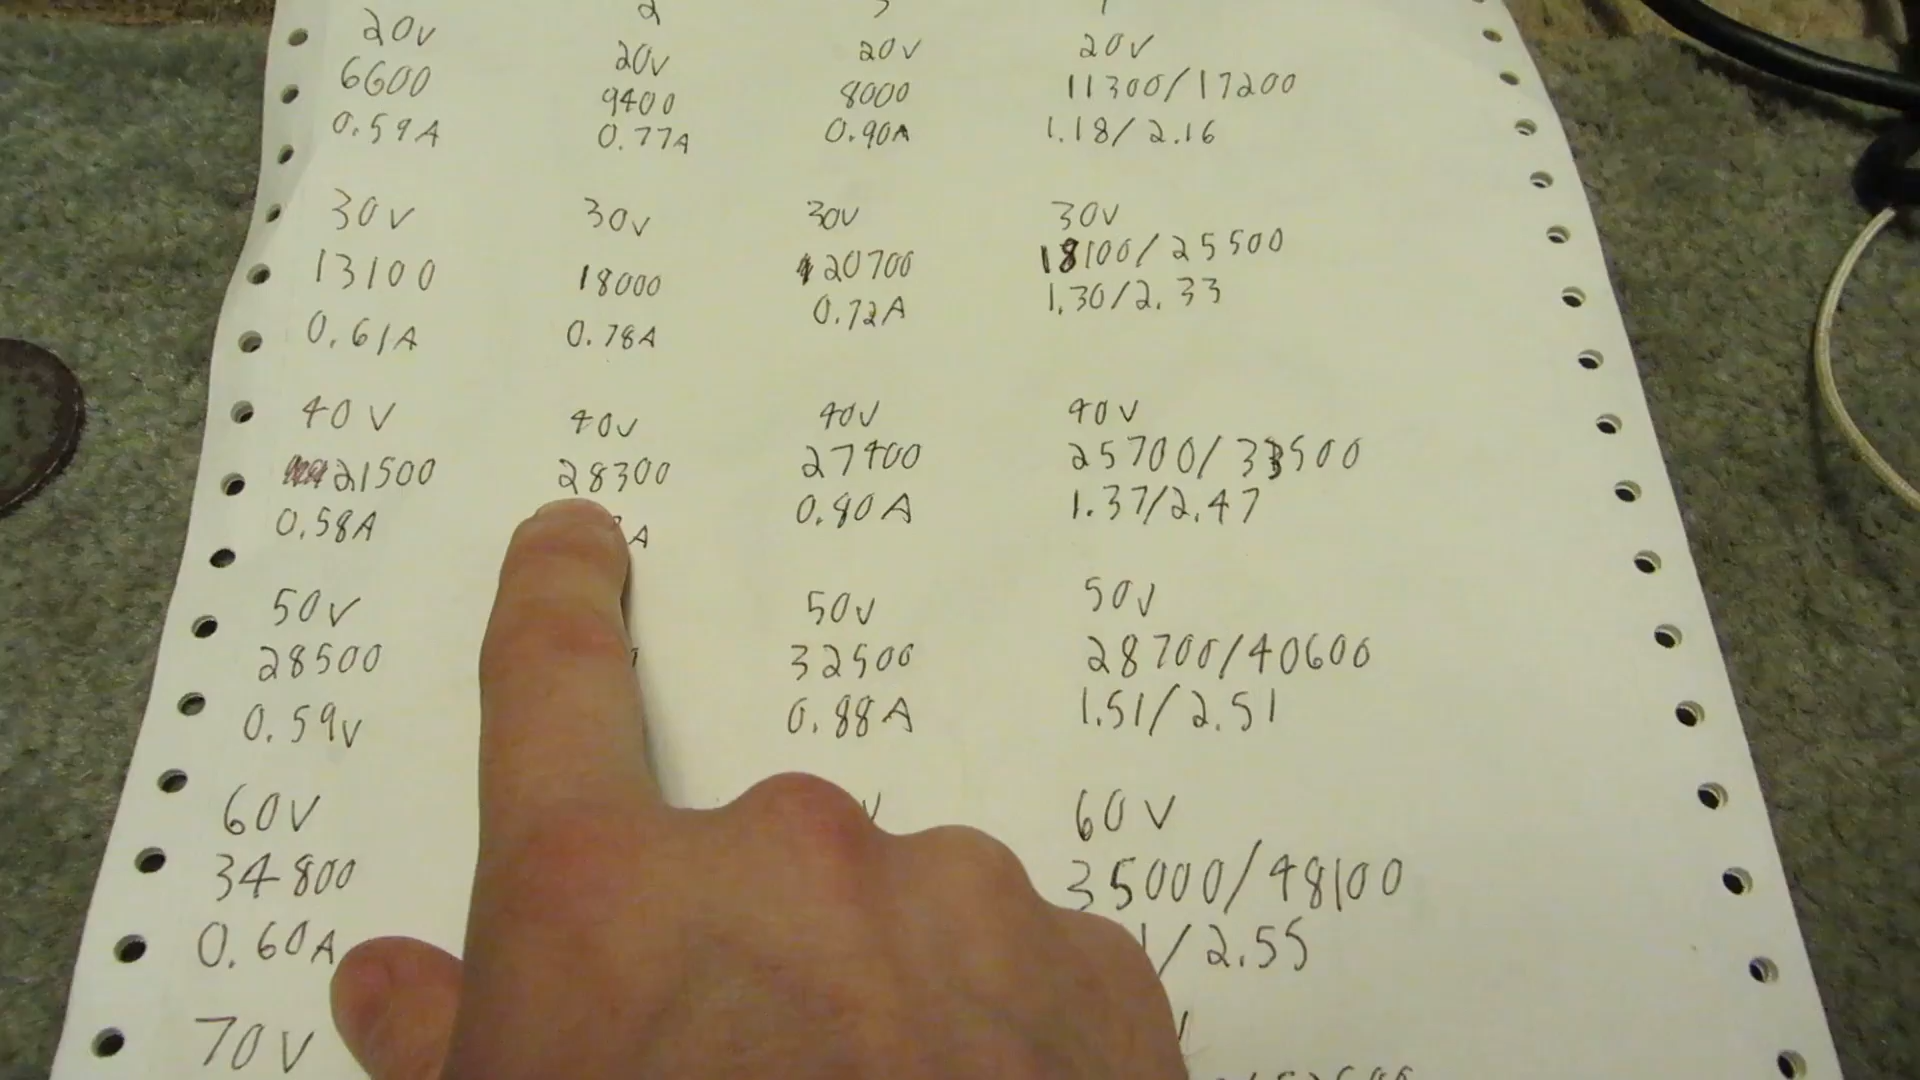 2
20V
6600
0.59A
20V
9400
0.77A
20V
8000
0.90A
20V
11300/17200
1.18/2.16
30V
13100
0.61A
30V
18000
0.78A
30V
20700
0.72A
30V
18100/25500
1.30/2.33
40V
21500
0.58A
40V
28300
A
40V
27400
0.80A
40V
25700/33500
1.37/2.47
50V
28500
0.59V
50V
32500
0.88A
50V
28700/40600
1.51/2.51
60V
34800
0.60A
60V
35000/48100
/2.55
70V